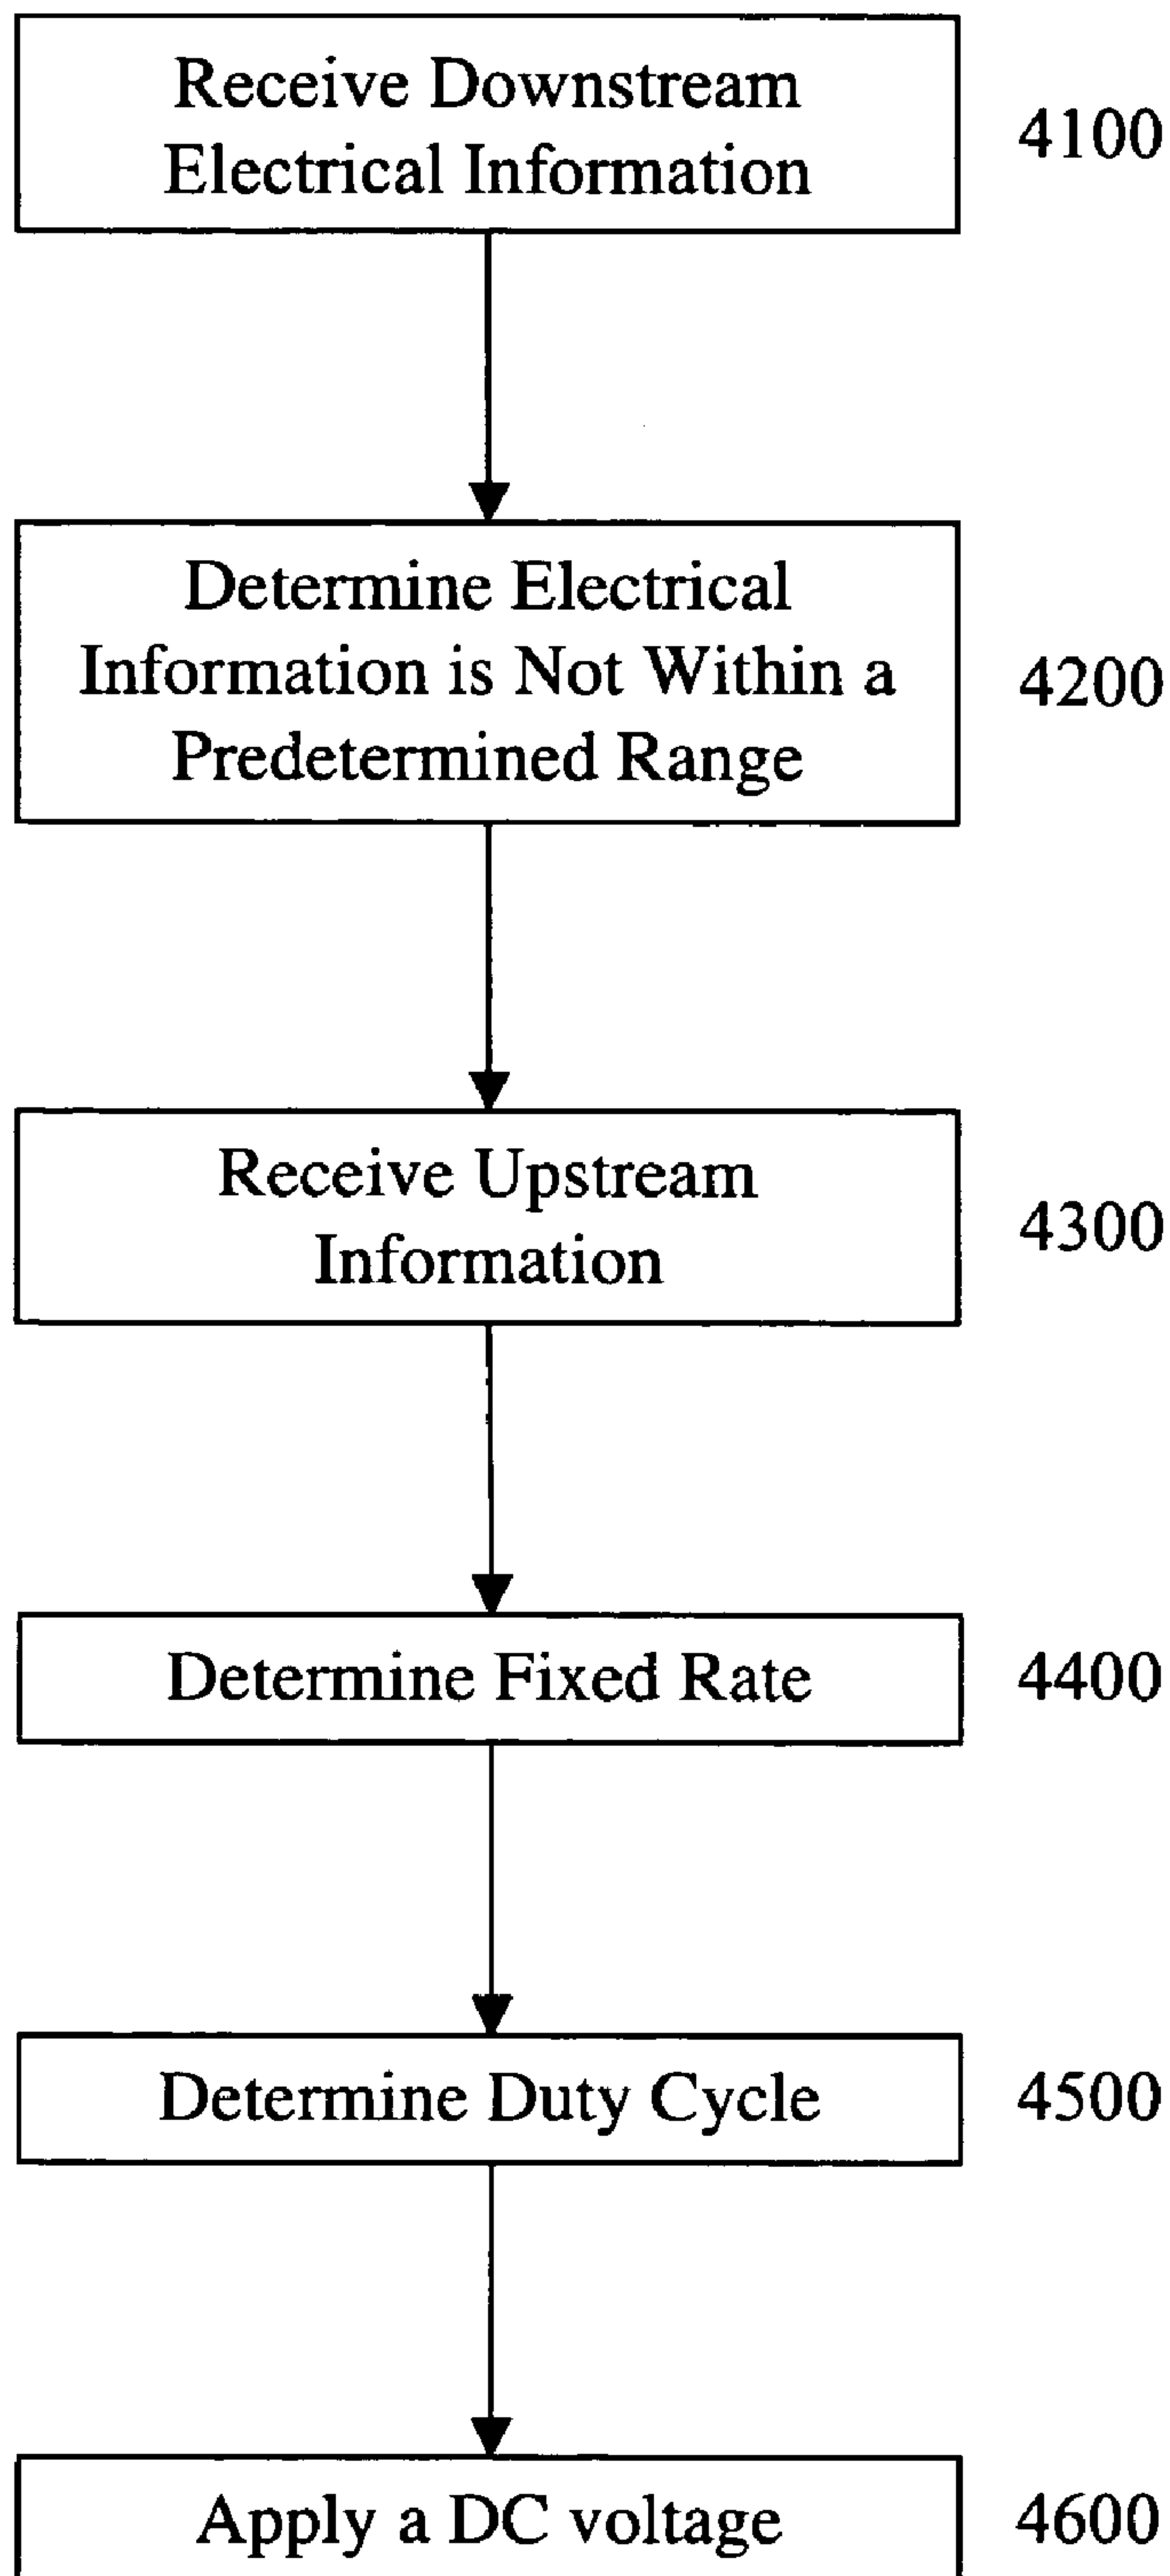 Receive Downstream
Electrical Information
4100
Determine Electrical
Information is Not Within a
Predetermined Range
4200
Receive Upstream
Information
4300
Determine Fixed Rate
4400
Determine Duty Cycle
4500
Apply a DC voltage
4600